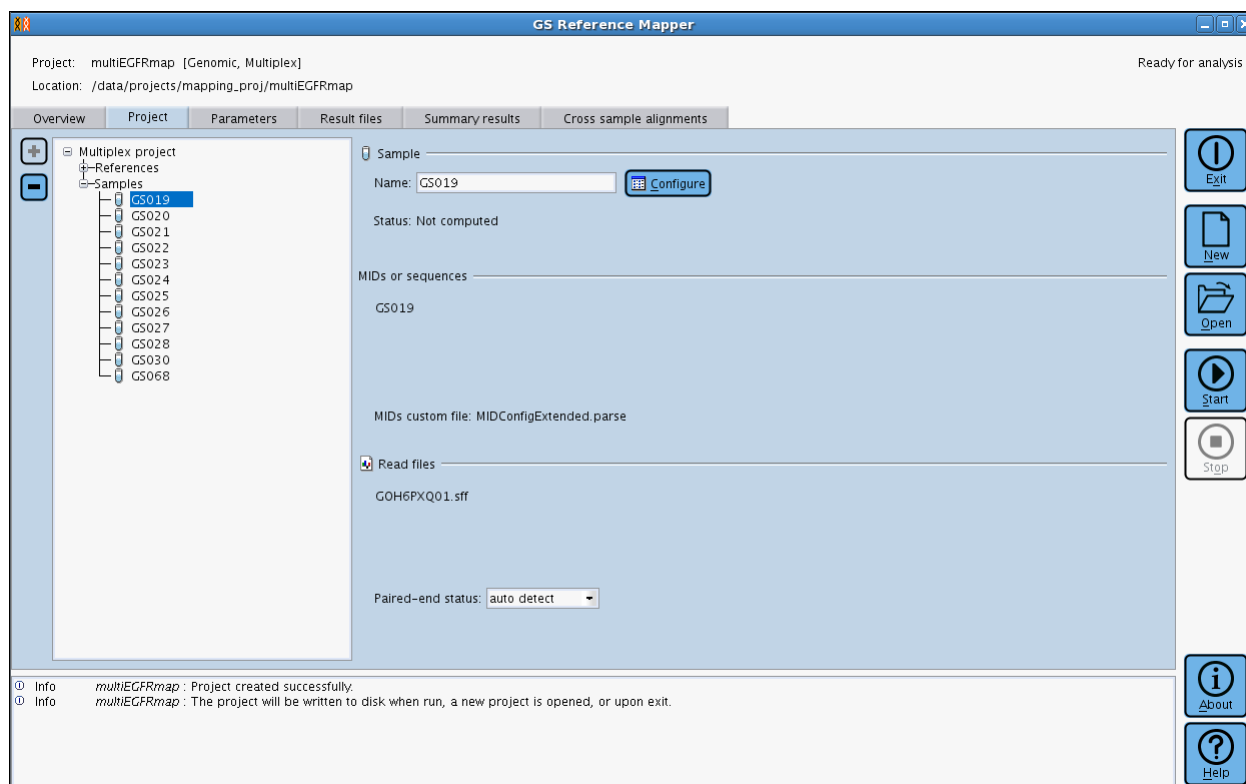 GS Reference Mapper
Project: multiEGFRmap [Genomic, Multiplex]
Ready for analysis
Location: /data/projects/mapping_proj/multiEGFRmap
Overview Project Parameters Result files Summary results Cross sample alignments
Multiplex project
References
Samples
GS019
GS020
GS021
GS022
GS023
GS024
GS025
GS026
GS027
GS028
GS030
GS068
Sample
Name: GS019 Configure
Status: Not computed
MIDs or sequences
GS019
MIDs custom file: MIDConfigExtended.parse
Read files
GOH6PXQ01.sff
Paired-end status: auto detect
Exit
New
Open
Start
Stop
About
Help
Info multiEGFRmap : Project created successfully.
Info multiEGFRmap : The project will be written to disk when run, a new project is opened, or upon exit.